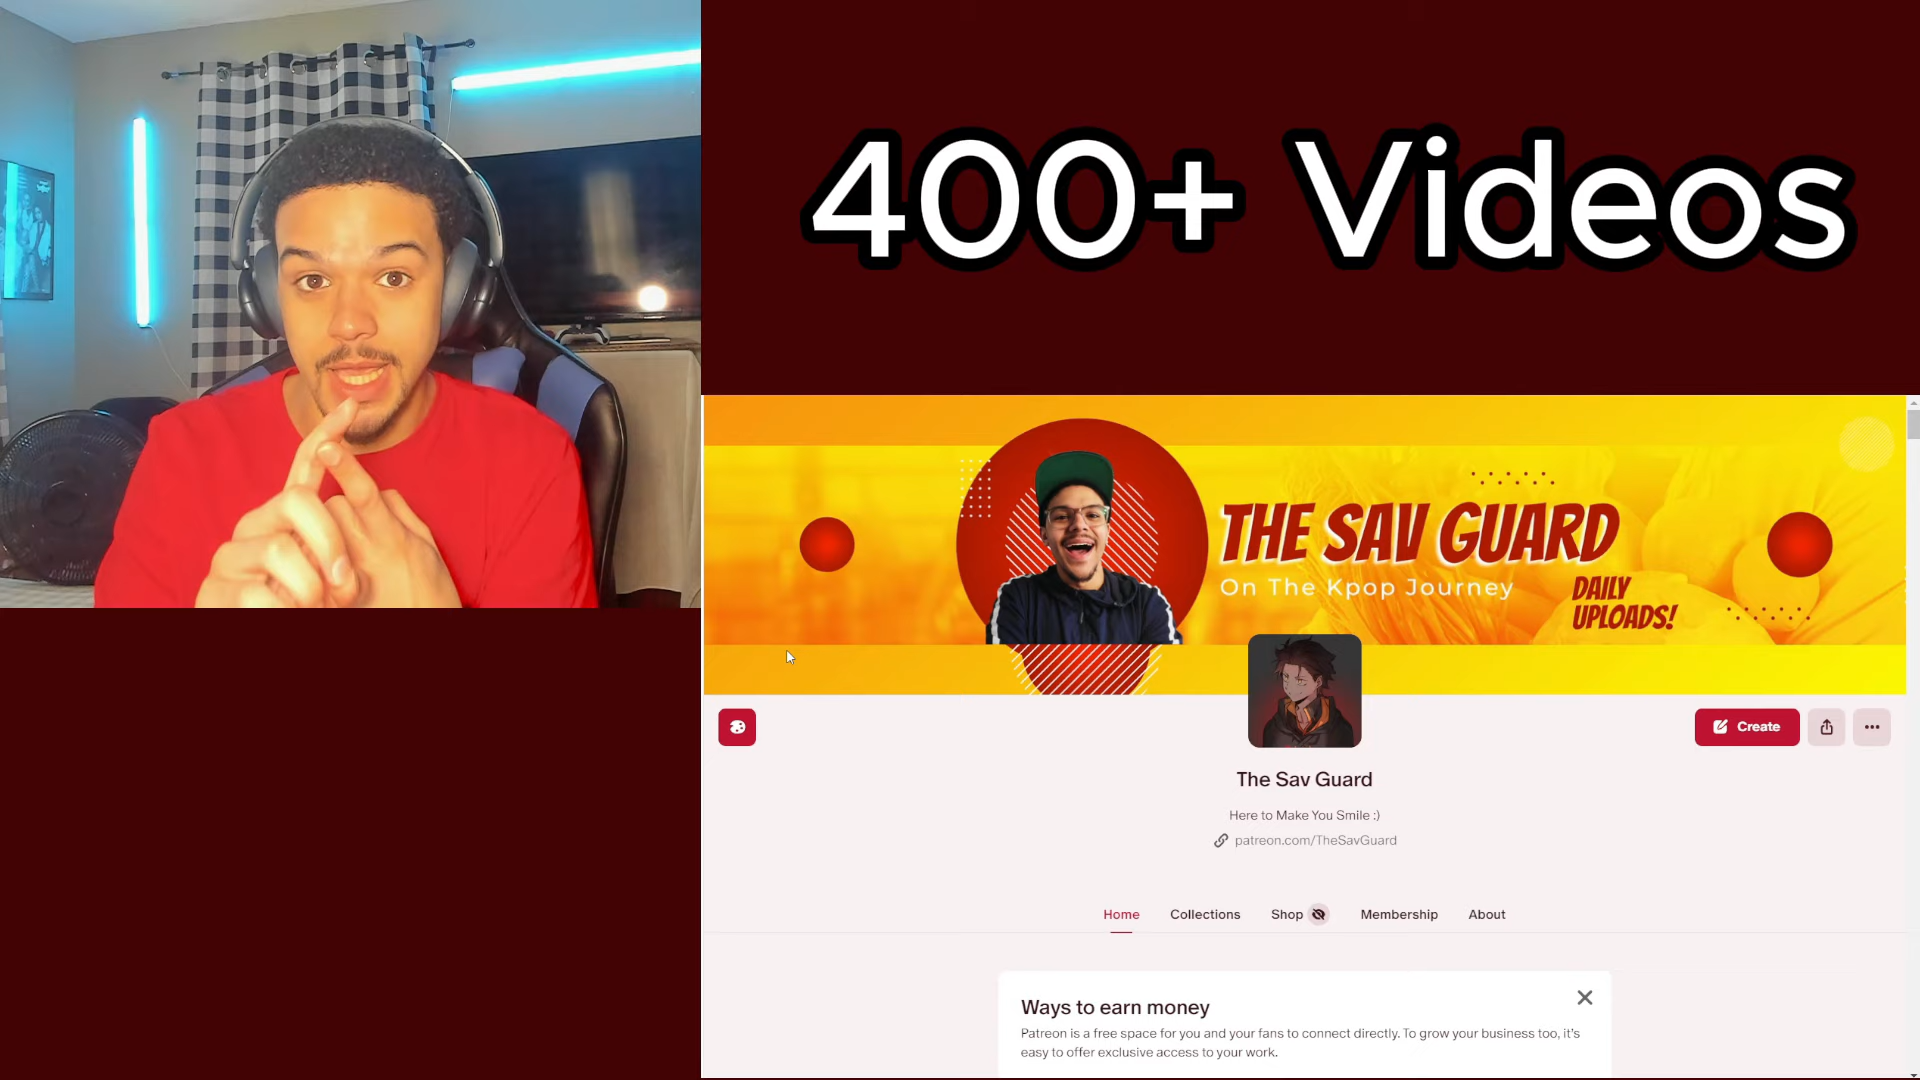 400+ Videos
THE SAV GUARD
On The Kpop Journey
DAILY
UPLOADS!
Create
The Sav Guard
Here to Make You Smile :)
patreon.com/TheSavGuard
Home Collections Shop Membership About
Ways to earn money
Patreon is a free space for you and your fans to connect directly. To grow your business too, it's
easy to offer exclusive access to your work.